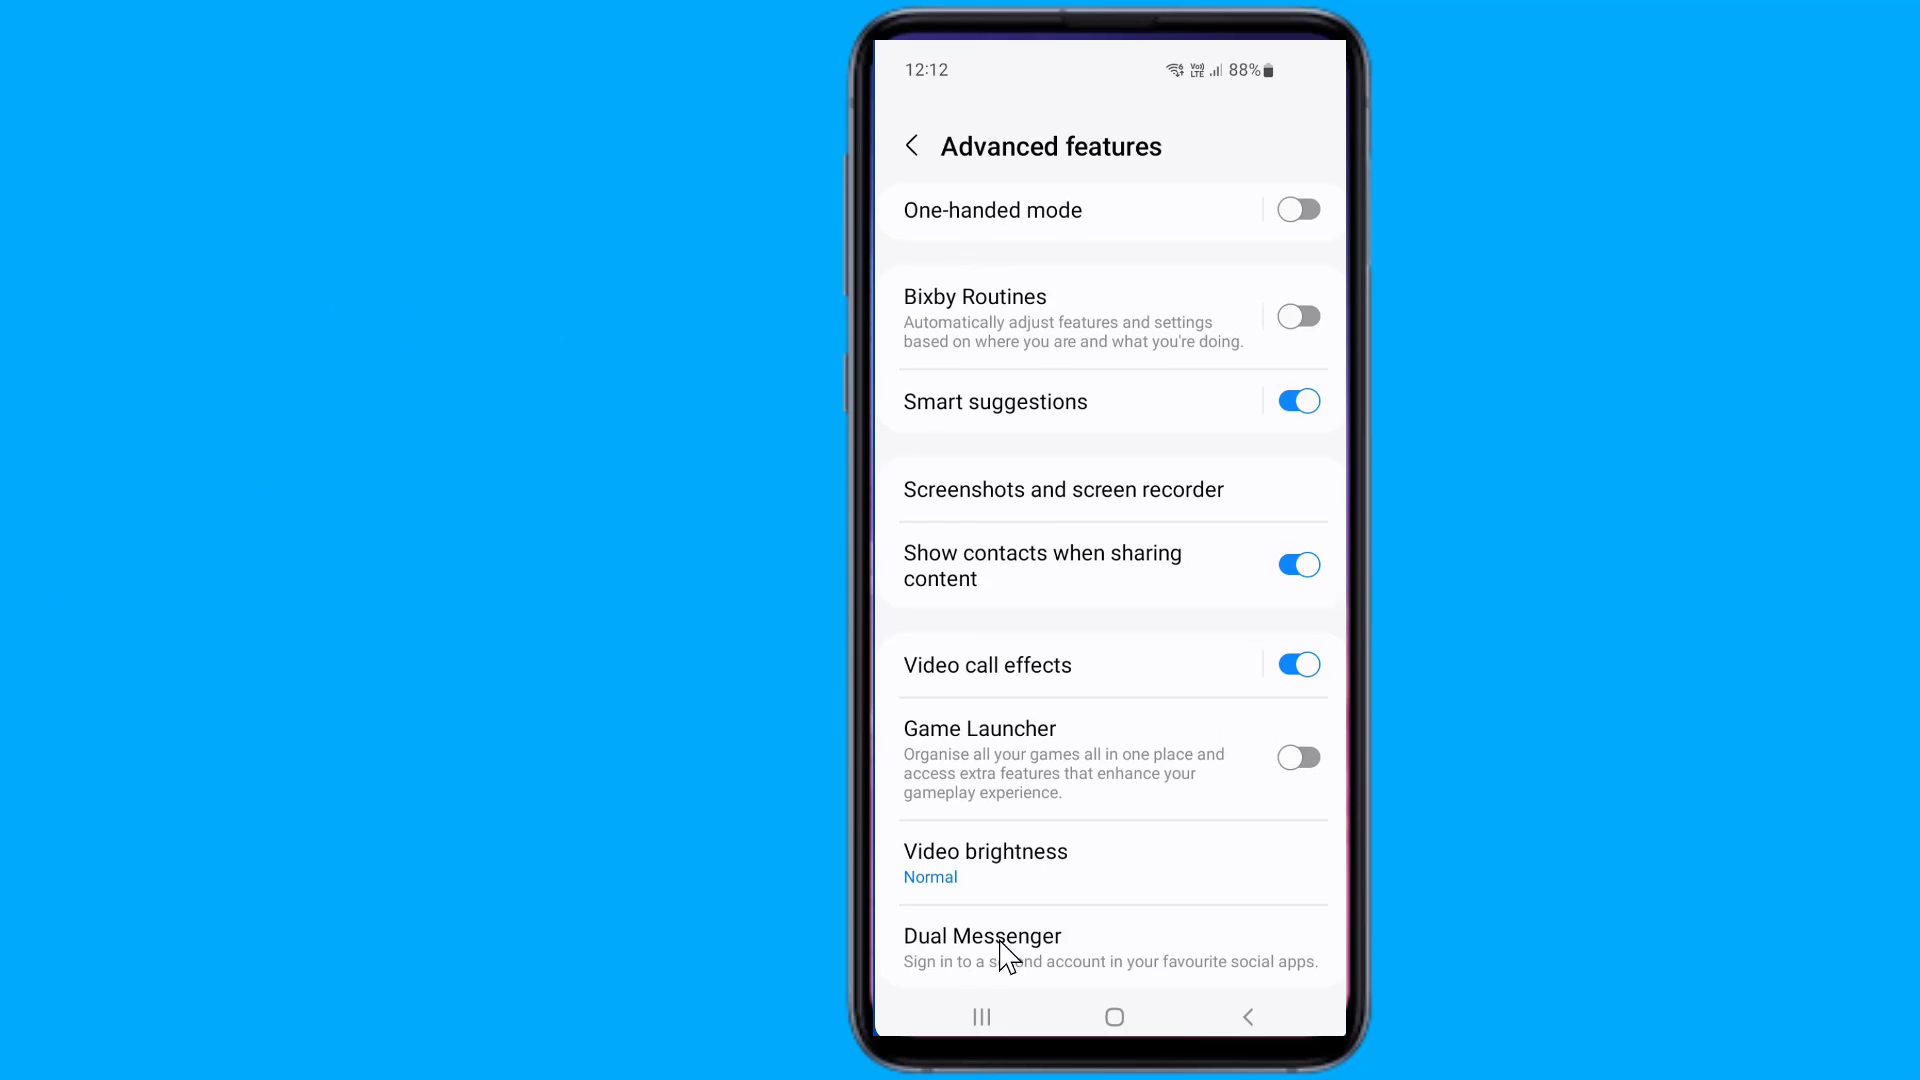 12:12
Vo)) LTE 88%
Advanced features
One-handed mode
Bixby Routines
Automatically adjust features and settings
based on where you are and what you're doing.
Smart suggestions
Screenshots and screen recorder
Show contacts when sharing
content
Video call effects
Game Launcher
Organise all your games all in one place and
access extra features that enhance your
gameplay experience.
Video brightness
Normal
Dual Messenger
Sign in to a second account in your favourite social apps.